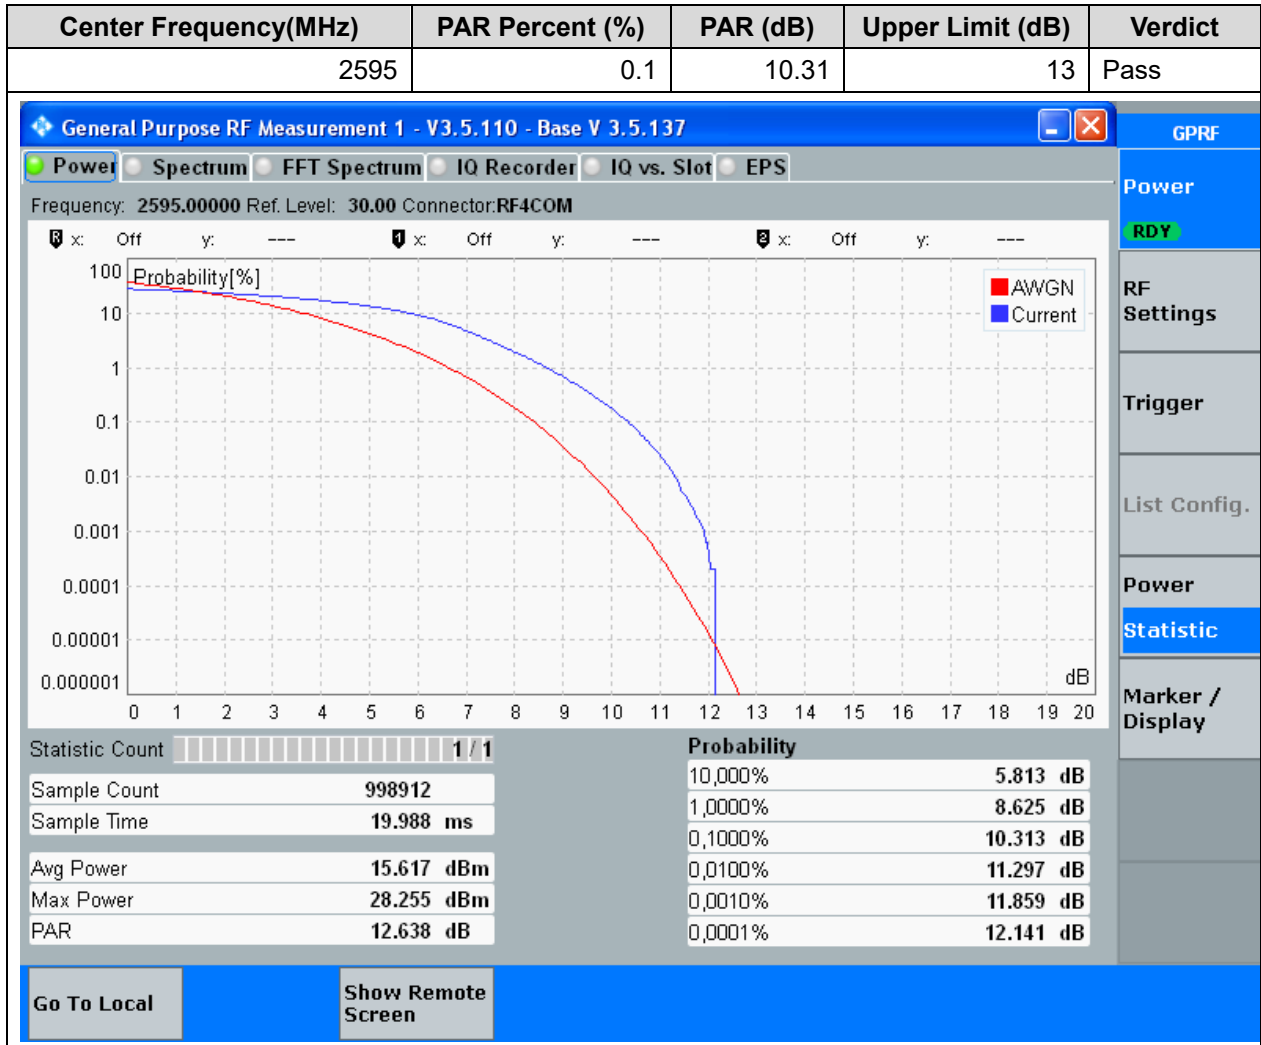 Center Frequency(MHz) PAR Percent (%) PAR (dB) Upper Limit (dB) Verdict
2595 0.1 10.31 13 Pass
General Purpose RF Measurement 1 - V3.5.110 - Base V 3.5.137
GPRF
Power Spectrum FFT Spectrum IQ Recorder IQ vs. Slot EPS
Frequency: 2595.00000 Ref. Level: 30.00 Connector:RF4COM
R x: Off y: --- 1 x: Off y: --- 2 x: Off y: ---
Probability[%]
AWGN
Current
100
10
1
0.1
0.01
0.001
0.0001
0.00001
0.000001
dB
0 1 2 3 4 5 6 7 8 9 10 11 12 13 14 15 16 17 18 19 20
Statistic Count 1 / 1
Sample Count 998912
Sample Time 19.988 ms
Avg Power 15.617 dBm
Max Power 28.255 dBm
PAR 12.638 dB
Probability
10,000% 5.813 dB
1,0000% 8.625 dB
0,1000% 10.313 dB
0,0100% 11.297 dB
0,0010% 11.859 dB
0,0001% 12.141 dB
Power
RDY
RF
Settings
Trigger
List Config.
Power
Statistic
Marker /
Display
Go To Local
Show Remote
Screen